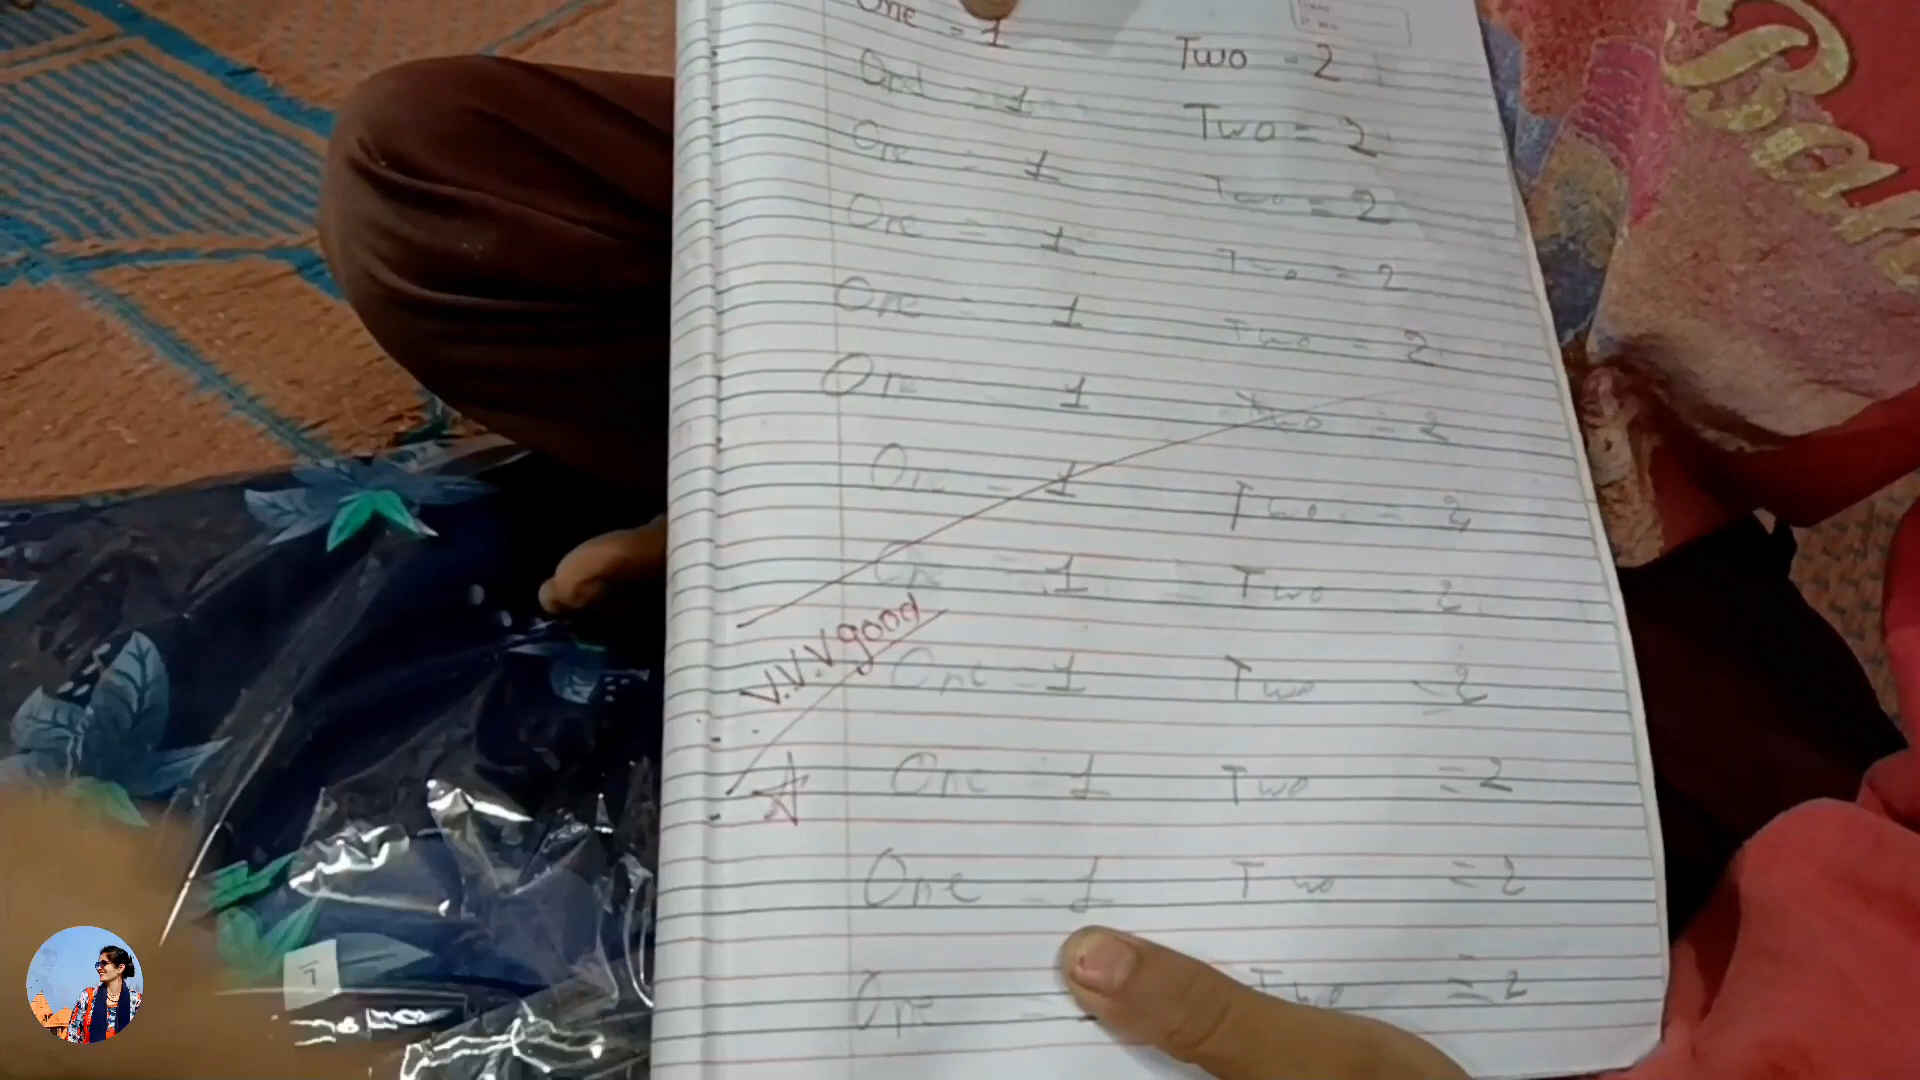 One = 1 Two - 2
One = 1 Two = 2
One = 1 Two = 2
One = 1 Two = 2
One = 1 Two = 2
One - 1 Two = 2
One = 1 Two - 2
One - 1 Two 2
One - 1 Two - 2
One - 1 Two = 2
One - 1 Two = 2
One - Two = 2
V.V.V good